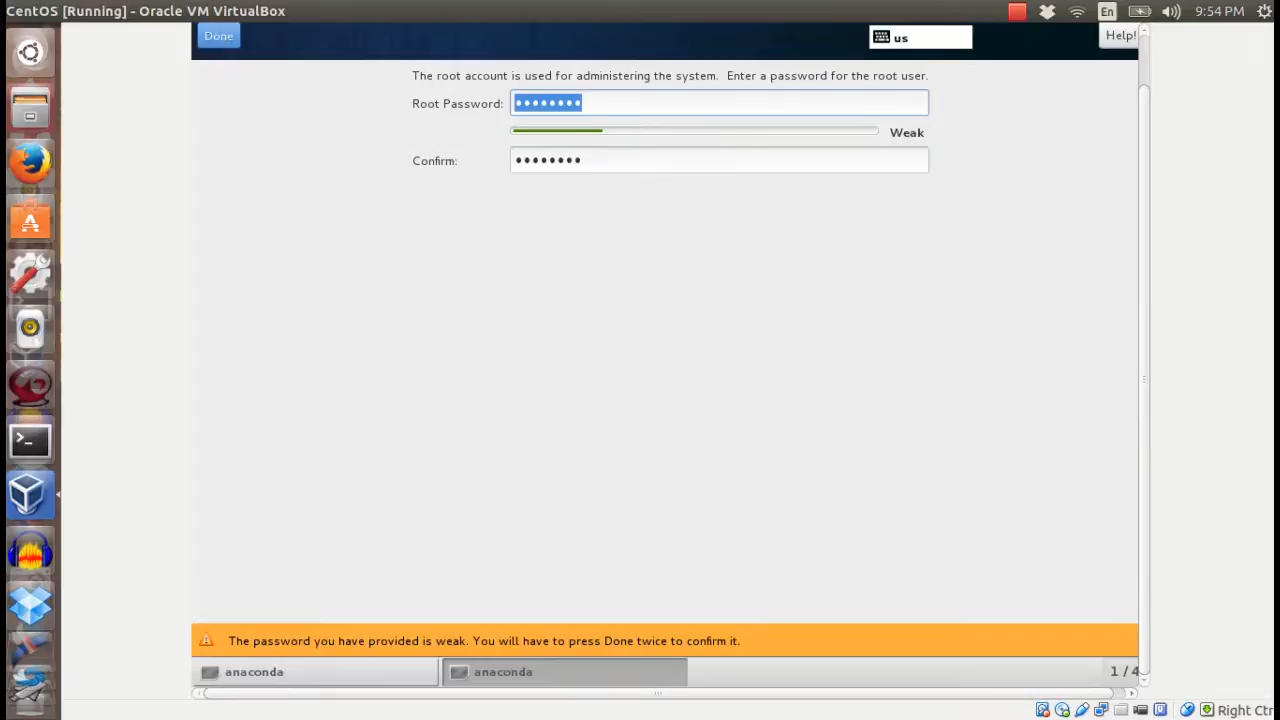 CentOS [Running] - Oracle VM VirtualBox
En
9:54 PM
Done
us
Help!
The root account is used for administering the system. Enter a password for the root user.
Root Password: ••••••••
Weak
Confirm: ••••••••
The password you have provided is weak. You will have to press Done twice to confirm it.
anaconda
anaconda
1 / 4
Right Ctr